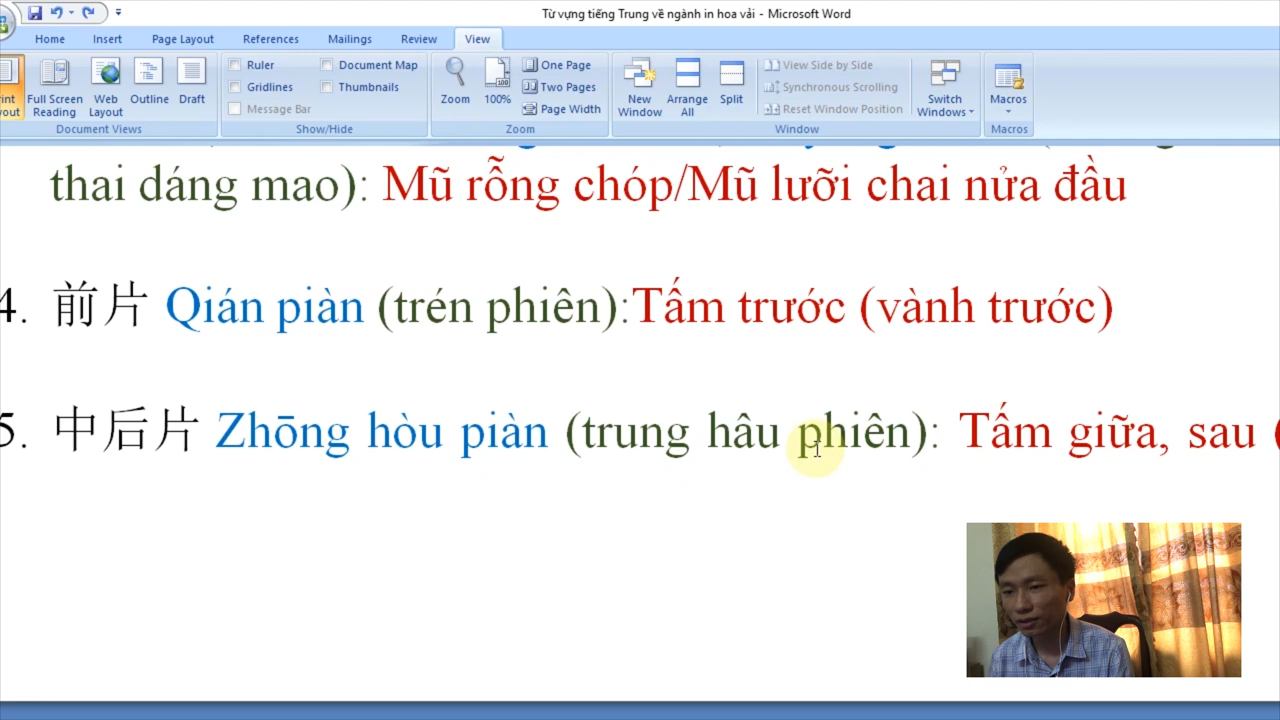 Từ vựng tiếng Trung về ngành in hoa vải - Microsoft Word
Home Insert Page Layout References Mailings Review View
Full Screen Reading Web Layout Outline Draft
Document Views
Ruler Document Map
Gridlines Thumbnails
Message Bar
Show/Hide
Zoom 100% One Page
Two Pages
Page Width
Zoom
New Window Arrange All Split
View Side by Side
Synchronous Scrolling
Reset Window Position
Switch Windows
Window
Macros
Macros
thai dáng mao): Mũ rỗng chóp/Mũ lưỡi chai nửa đầu
4. 前片 Qián piàn (trén phiên):Tấm trước (vành trước)
5. 中后片 Zhōng hòu piàn (trung hâu phiên): Tấm giữa, sau (